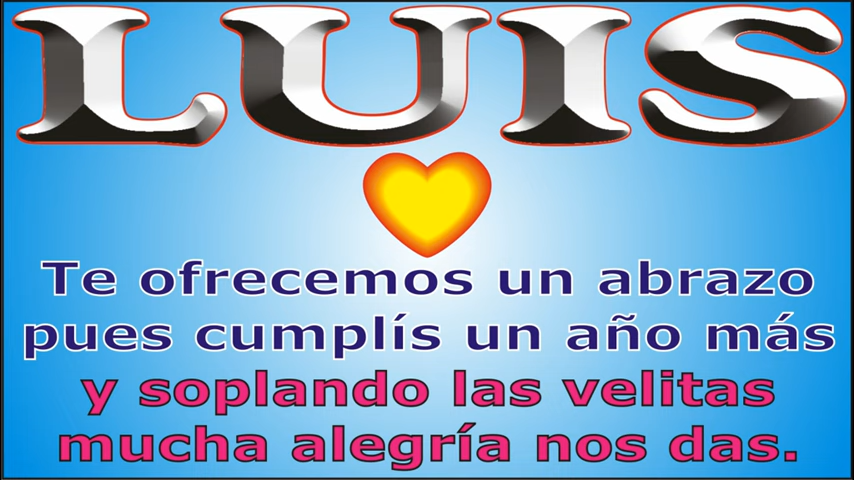 LUIS
Te ofrecemos un abrazo
pues cumplís un año más
y soplando las velitas
mucha alegría nos das.